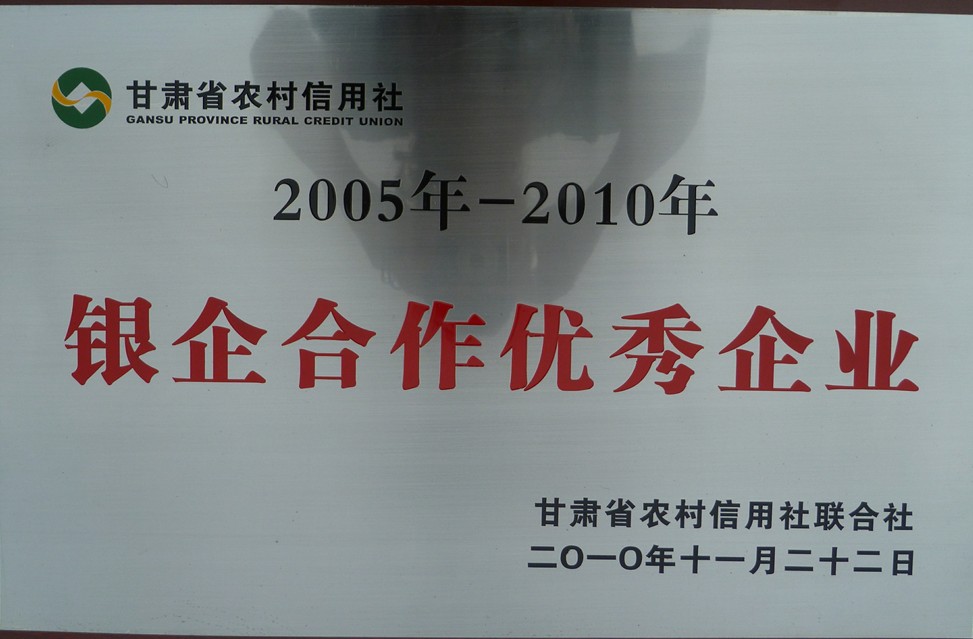 甘肃省农村信用社
GANSU PROVINCE RURAL CREDIT UNION
2005年-2010年
银企合作优秀企业
甘肃省农村信用社联合社
二O一O年十一月二十二日